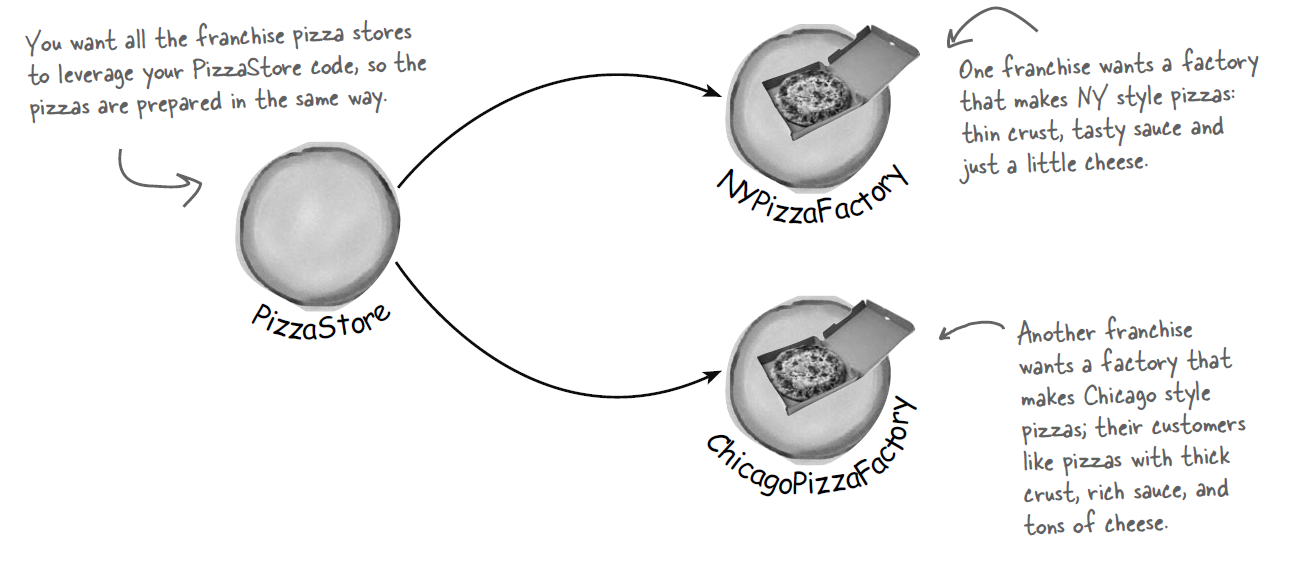 You want all the franchise pizza stores
to leverage your PizzaStore code, so the
pizzas are prepared in the same way.
PizzaStore
NYPizzaFactory
One franchise wants a factory
that makes NY style pizzas:
thin crust, tasty sauce and
just a little cheese.
ChicagoPizzaFactory
Another franchise
wants a factory that
makes Chicago style
pizzas; their customers
like pizzas with thick
crust, rich sauce, and
tons of cheese.